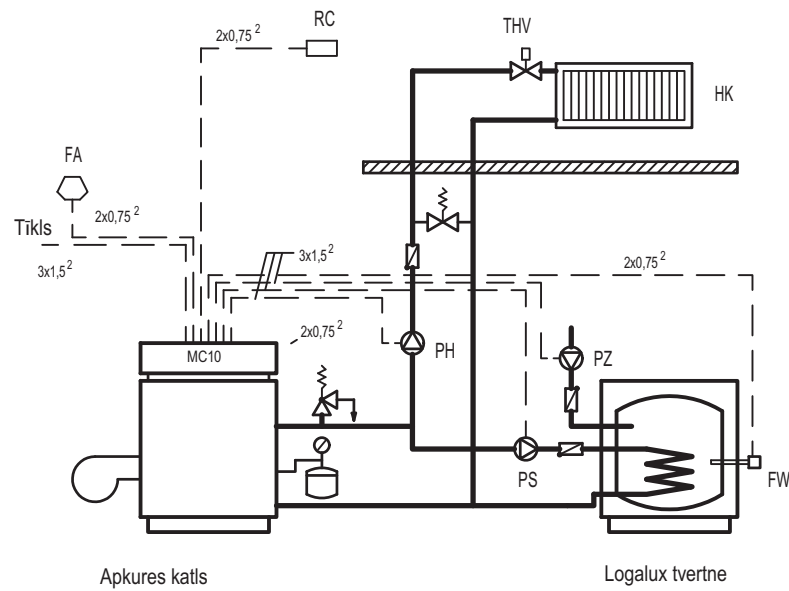 RC
2x0,75²
THV
HK
FA
2x0,75²
Tīkls
3x1,5²
3x1,5²
2x0,75²
2x0,75²
MC10
PH
PZ
PS
FW
Apkures katls
Logalux tvertne